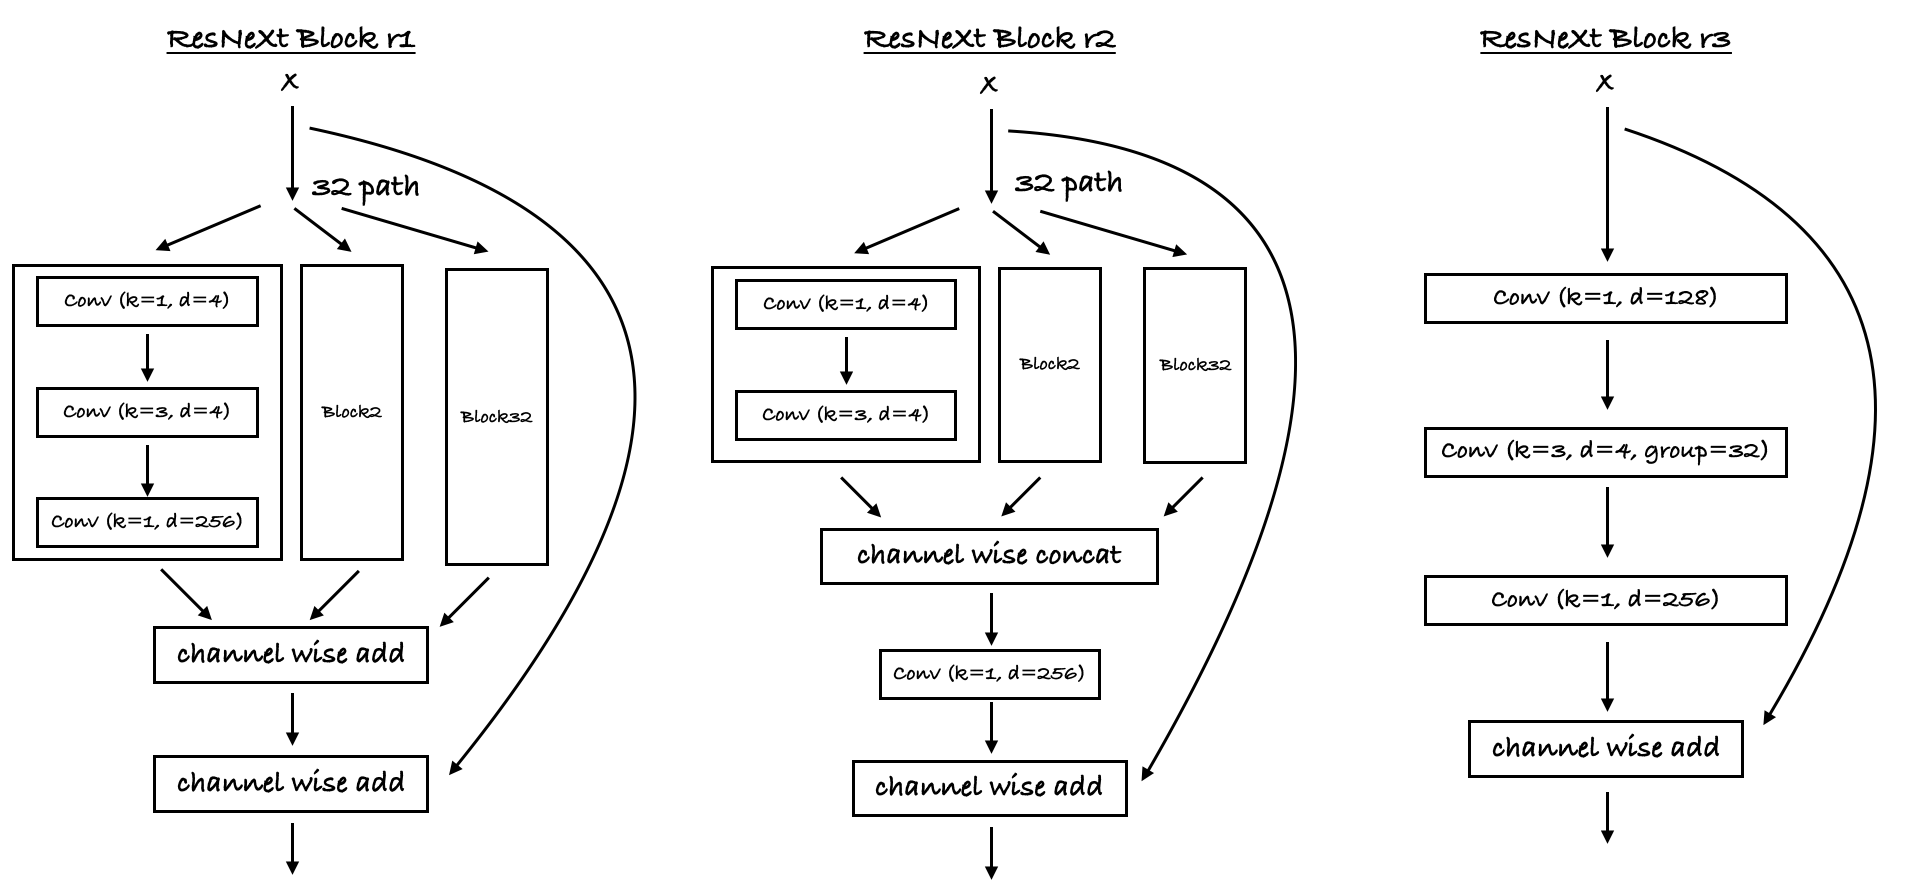 ResNeXt Block r1
x
32 path
Conv (k=1, d=4)
Conv (k=3, d=4)
Conv (k=1, d=256)
Block2
Block32
channel wise add
channel wise add
ResNeXt Block r2
x
32 path
Conv (k=1, d=4)
Conv (k=3, d=4)
Block2
Block32
channel wise concat
Conv (k=1, d=256)
channel wise add
ResNeXt Block r3
x
Conv (k=1, d=128)
Conv (k=3, d=4, group=32)
Conv (k=1, d=256)
channel wise add